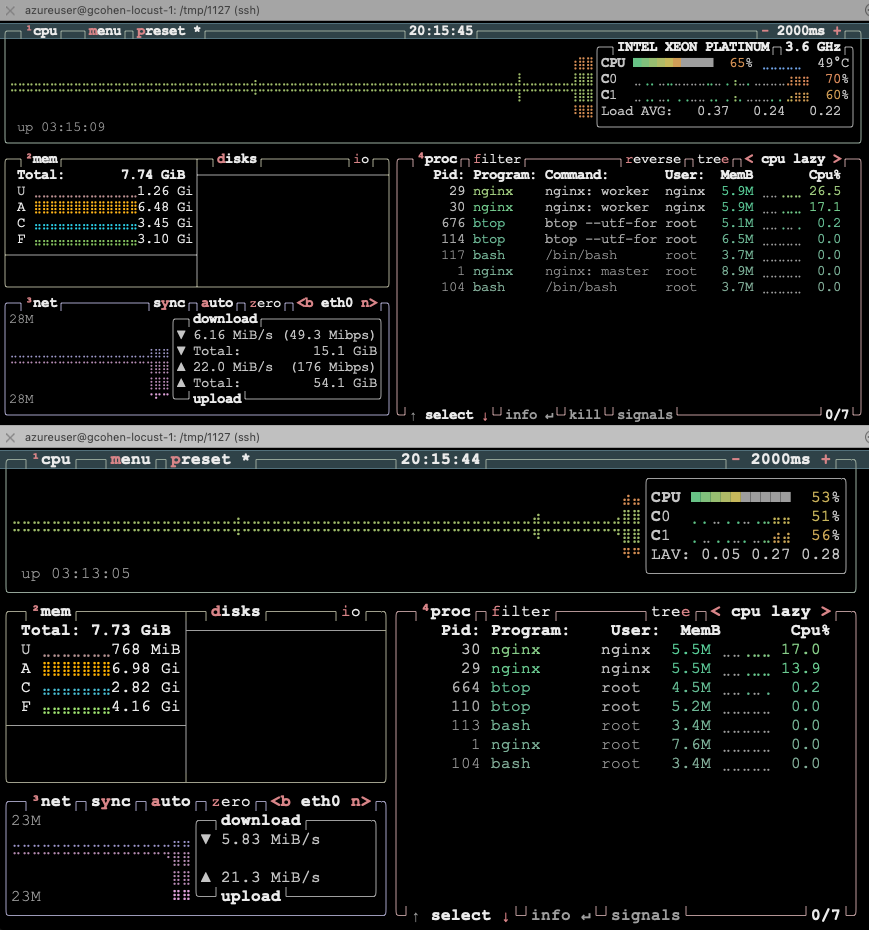 azureuser@gcohen-locust-1: /tmp/1127 (ssh)
¹cpu menu preset * 20:15:45 - 2000ms +
INTEL XEON PLATINUM 3.6 GHz
CPU 65% 49°C
C0 70%
C1 60%
Load AVG: 0.37 0.24 0.22
up 03:15:09
²mem disks io
Total: 7.74 GiB
U 1.26 Gi
A 6.48 Gi
C 3.45 Gi
F 3.10 Gi
³net sync auto zero <b eth0 n>
28M
download
▼ 6.16 MiB/s (49.3 Mibps)
▼ Total: 15.1 GiB
▲ 22.0 MiB/s (176 Mibps)
▲ Total: 54.1 GiB
28M
upload
⁴proc filter reverse tree < cpu lazy >
Pid: Program: Command: User: MemB Cpu%
29 nginx nginx: worker nginx 5.9M 26.5
30 nginx nginx: worker nginx 5.9M 17.1
676 btop btop --utf-for root 5.1M 0.2
114 btop btop --utf-for root 6.5M 0.0
117 bash /bin/bash root 3.7M 0.0
1 nginx nginx: master root 8.9M 0.0
104 bash /bin/bash root 3.7M 0.0
↑ select ↓ info ↵ kill signals 0/7
azureuser@gcohen-locust-1: /tmp/1127 (ssh)
¹cpu menu preset * 20:15:44 - 2000ms +
CPU 53%
C0 51%
C1 56%
LAV: 0.05 0.27 0.28
up 03:13:05
²mem disks io
Total: 7.73 GiB
U 768 MiB
A 6.98 Gi
C 2.82 Gi
F 4.16 Gi
³net sync auto zero <b eth0 n>
23M
download
▼ 5.83 MiB/s
▲ 21.3 MiB/s
23M
upload
⁴proc filter tree < cpu lazy >
Pid: Program: User: MemB Cpu%
30 nginx nginx 5.5M 17.0
29 nginx nginx 5.5M 13.9
664 btop root 4.5M 0.2
110 btop root 5.2M 0.0
113 bash root 3.4M 0.0
1 nginx root 7.6M 0.0
104 bash root 3.4M 0.0
↑ select ↓ info ↵ signals 0/7